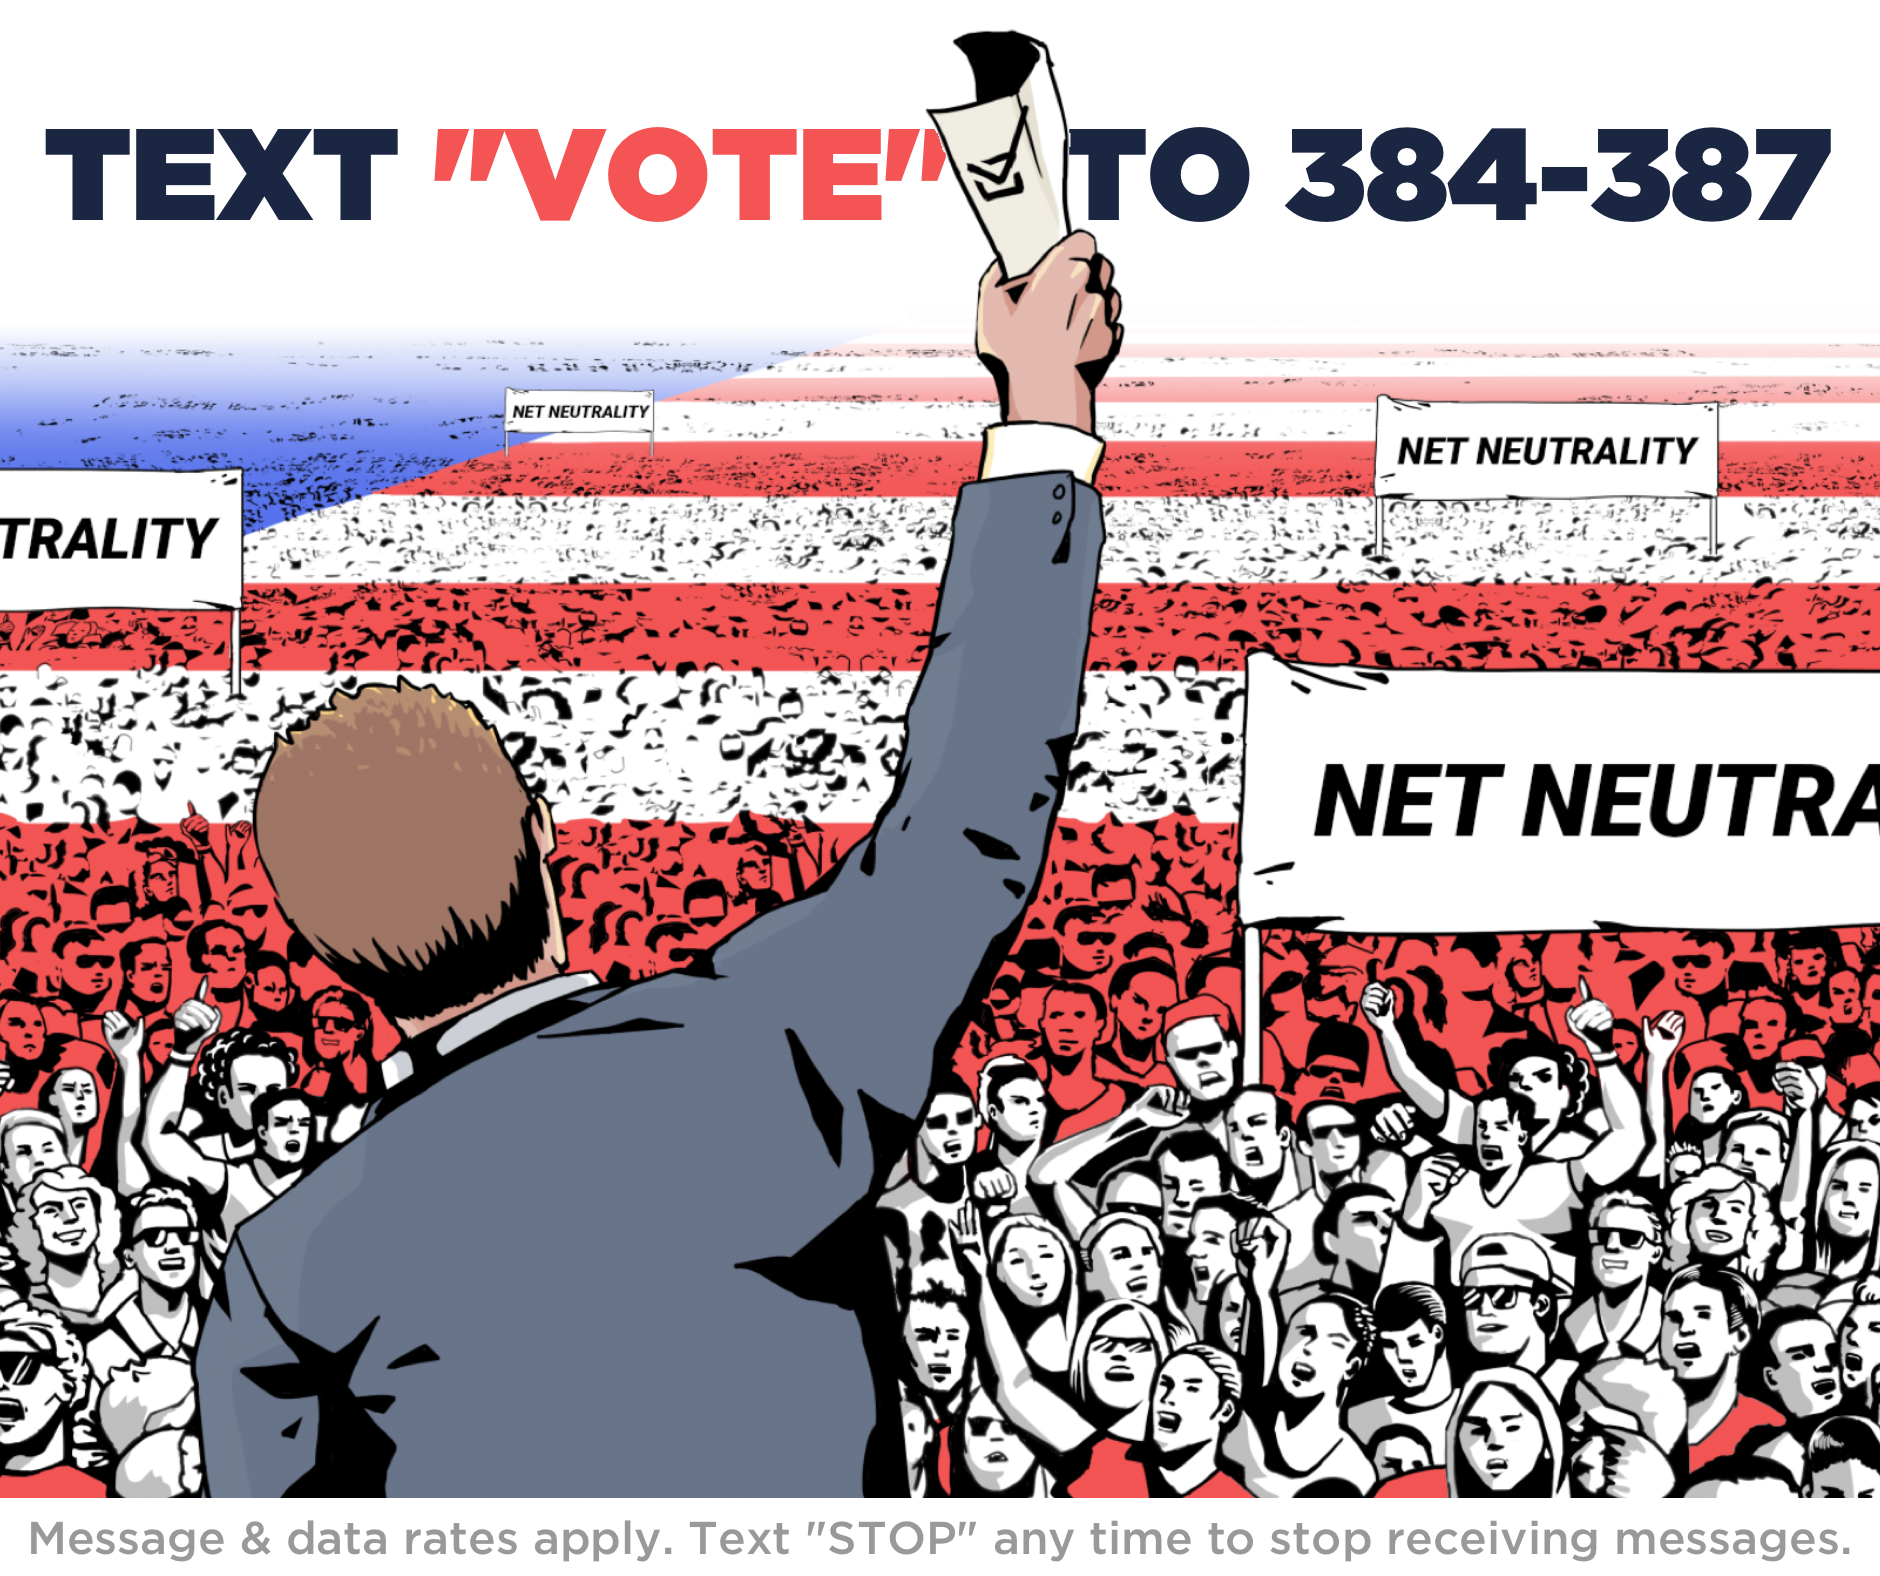 TEXT "VOTE" TO 384-387
NET NEUTRALITY
NET NEUTRALITY
TRALITY
NET NEUTRA
Message & data rates apply. Text "STOP" any time to stop receiving messages.